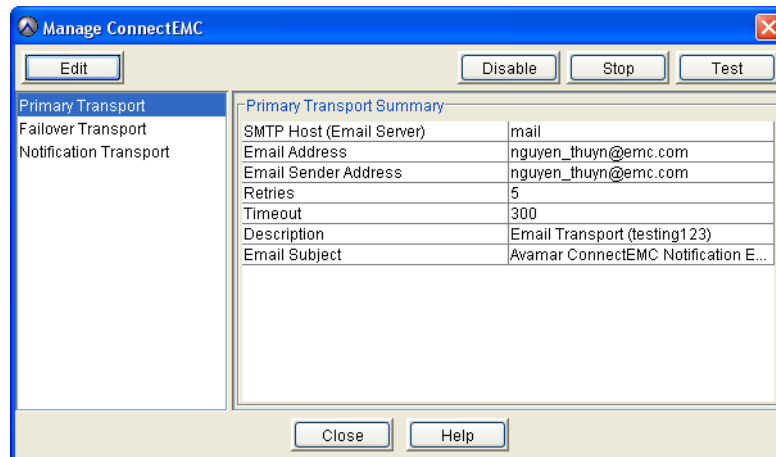 Manage ConnectEMC
Edit Disable Stop Test
Primary Transport
Failover Transport
Notification Transport
Primary Transport Summary
SMTP Host (Email Server) mail
Email Address nguyen_thuyn@emc.com
Email Sender Address nguyen_thuyn@emc.com
Retries 5
Timeout 300
Description Email Transport (testing123)
Email Subject Avamar ConnectEMC Notification E...
Close Help